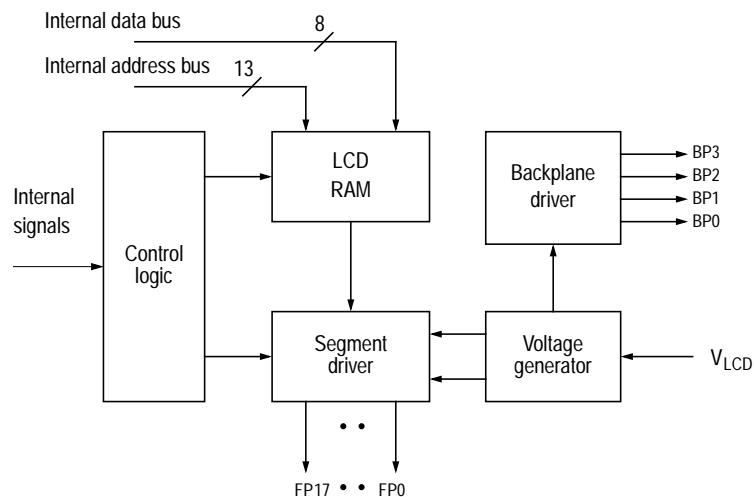 Internal data bus 8
Internal address bus 13
LCD
RAM
Backplane
driver
BP3
BP2
BP1
BP0
Internal
signals
Control
logic
Segment
driver
Voltage
generator
VLCD
FP17 • • FP0